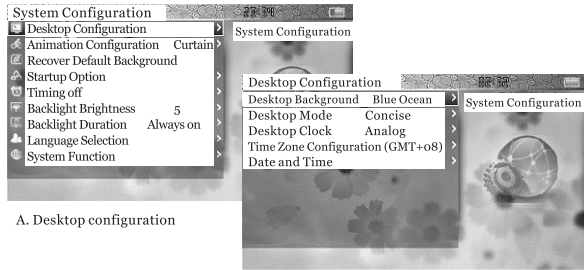 System Configuration
Desktop Configuration
Animation Configuration Curtain
Recover Default Background
Startup Option
Timing off
Backlight Brightness 5
Backlight Duration Always on
Language Selection
System Function
System Configuration
A. Desktop configuration
Desktop Configuration
Desktop Background Blue Ocean
Desktop Mode Concise
Desktop Clock Analog
Time Zone Configuration (GMT+08)
Date and Time
System Configuration